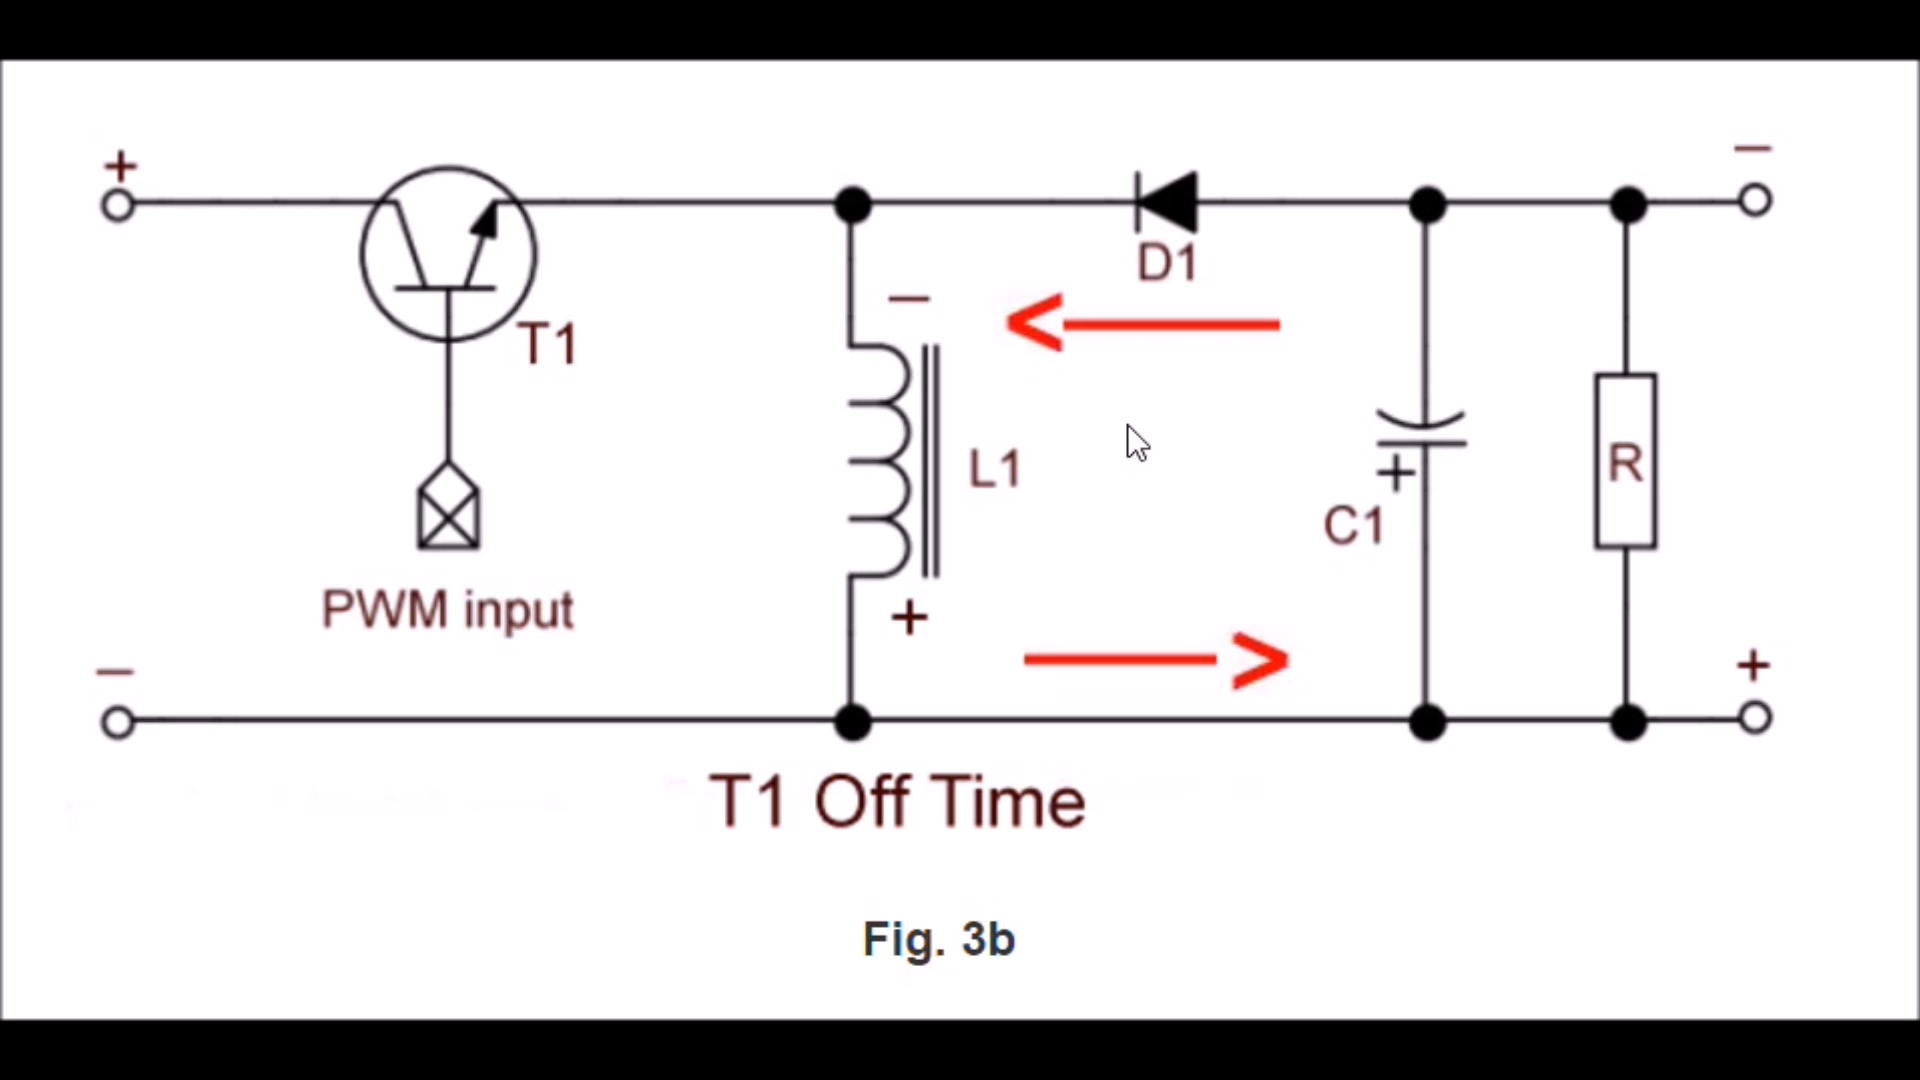 +
−
D1
T1
−
L1
+
C1
R
PWM input
+
−
+
T1 Off Time
Fig. 3b